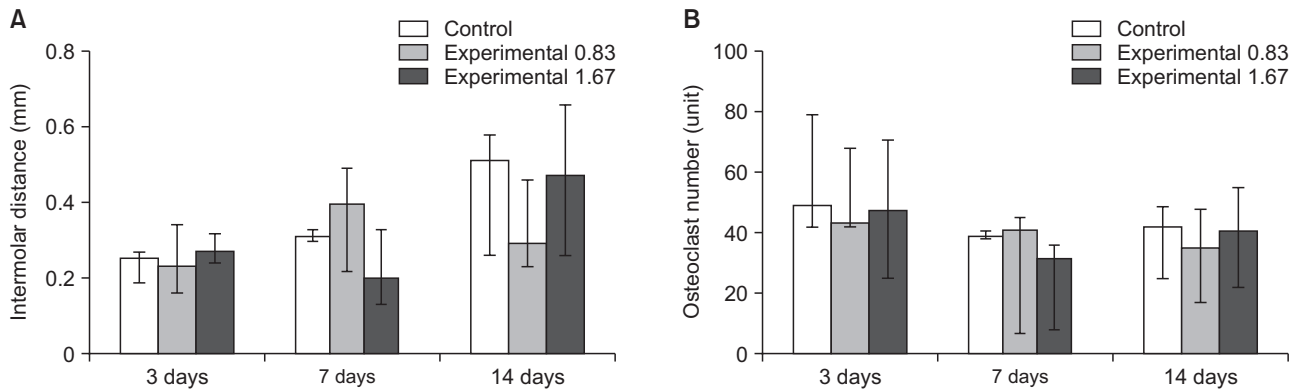 A
Control
Experimental 0.83
Experimental 1.67
Intermolar distance (mm)
0.8
0.6
0.4
0.2
0
3 days
7 days
14 days
B
Control
Experimental 0.83
Experimental 1.67
Osteoclast number (unit)
100
80
60
40
20
0
3 days
7 days
14 days